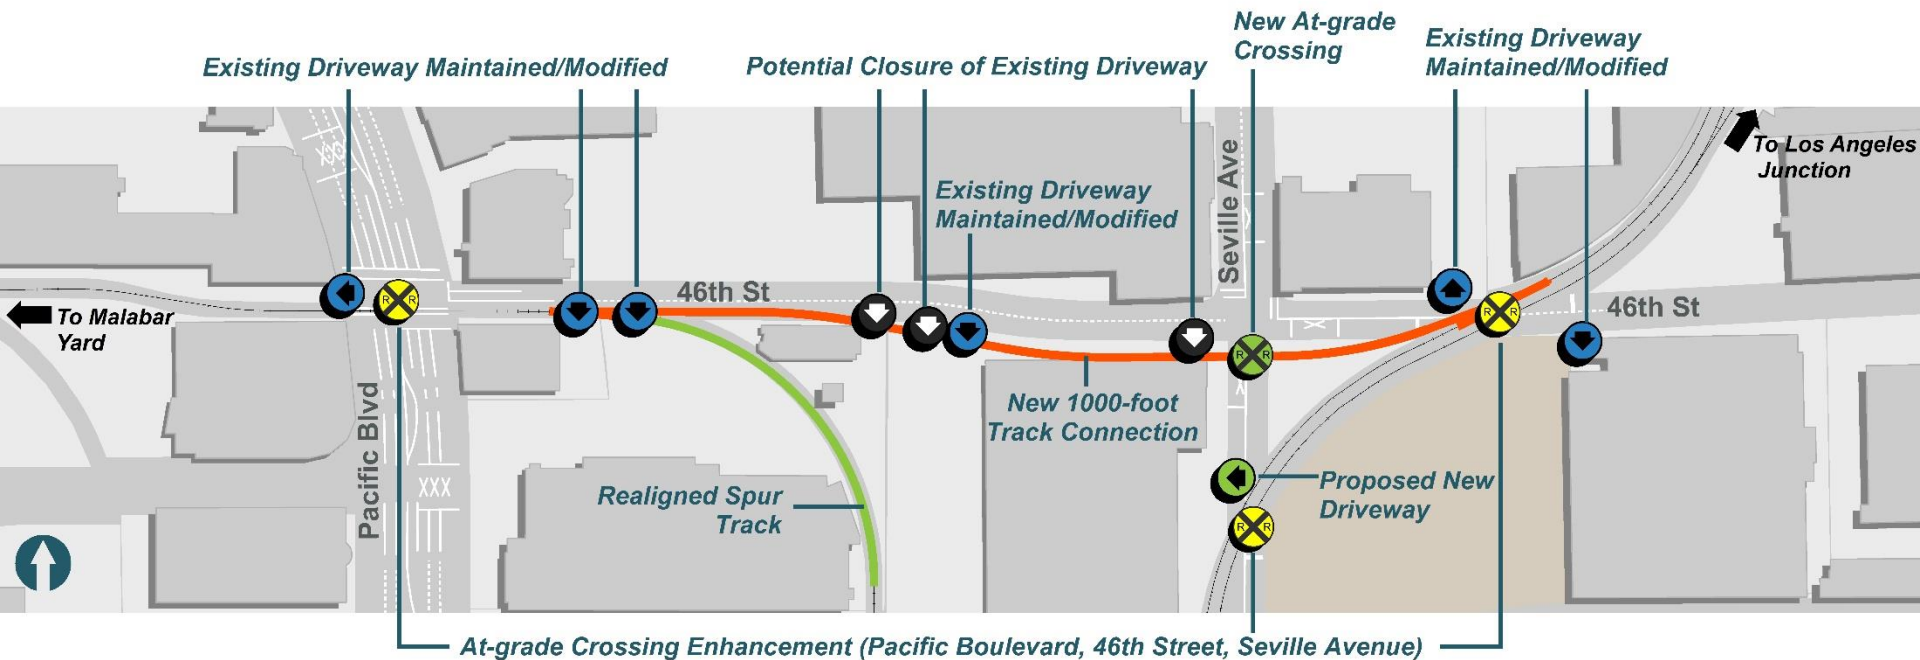 New At-grade
Crossing
Existing Driveway
Maintained/Modified
Existing Driveway Maintained/Modified
Potential Closure of Existing Driveway
To Los Angeles
Junction
Existing Driveway
Maintained/Modified
Seville Ave
46th St
46th St
To Malabar
Yard
R R
R R
R R
New 1000-foot
Track Connection
Pacific Blvd
Realigned Spur
Track
Proposed New
Driveway
R R
At-grade Crossing Enhancement (Pacific Boulevard, 46th Street, Seville Avenue)